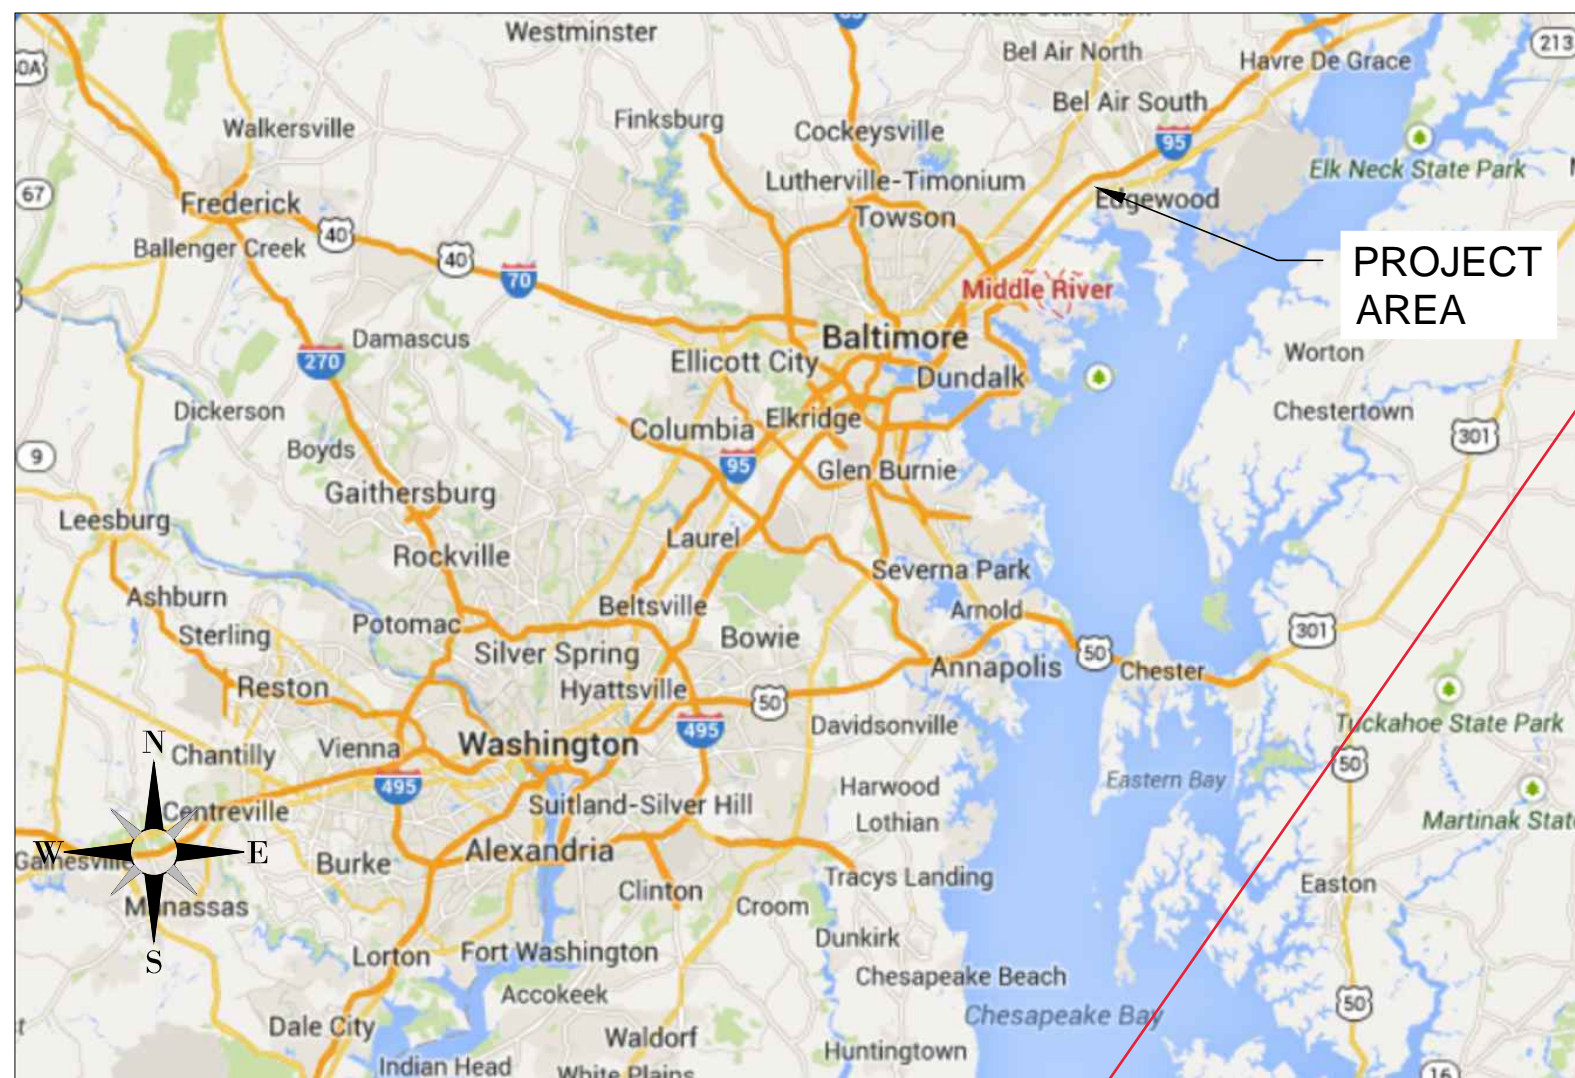 Westminster
Bel Air North
Havre De Grace
213
Bel Air South
Finksburg
Walkersville
Cockeysville
95
Elk Neck State Park
Lutherville-Timonium
67
Edgewood
Frederick
Towson
40
Ballenger Creek
40
PROJECT
AREA
70
Middle River
Baltimore
Damascus
270
Ellicott City
Worton
Dundalk
Dickerson
Chestertown
Elkridge
Columbia
301
Boyds
9
95
Glen Burnie
Gaithersburg
Leesburg
Laurel
Rockville
Severna Park
Ashburn
Beltsville
Arnold
Potomac
301
Sterling
Bowie
Silver Spring
50
Annapolis
Chester
Reston
Hyattsville
50
Davidsonville
Tuckahoe State Park
495
N
Vienna
Washington
Chantilly
50
Eastern Bay
495
Harwood
Centreville
Suitland-Silver Hill
Lothian
Martinak State
W
E
Gainesville
Burke
Alexandria
Tracys Landing
Easton
Clinton
Manassas
Croom
Dunkirk
S
Lorton
Fort Washington
Chesapeake Beach
Accokeek
50
Chesapeake Bay
Dale City
Waldorf
Huntingtown
Indian Head
White Plains
16